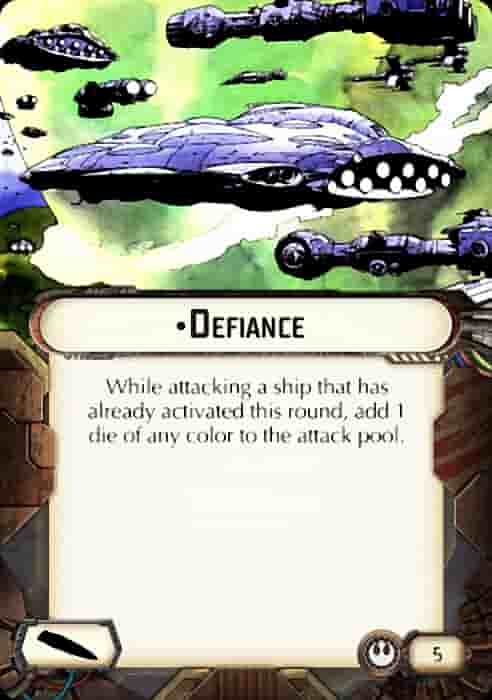 •Defiance
While attacking a ship that has
already activated this round, add 1
die of any color to the attack pool.
5